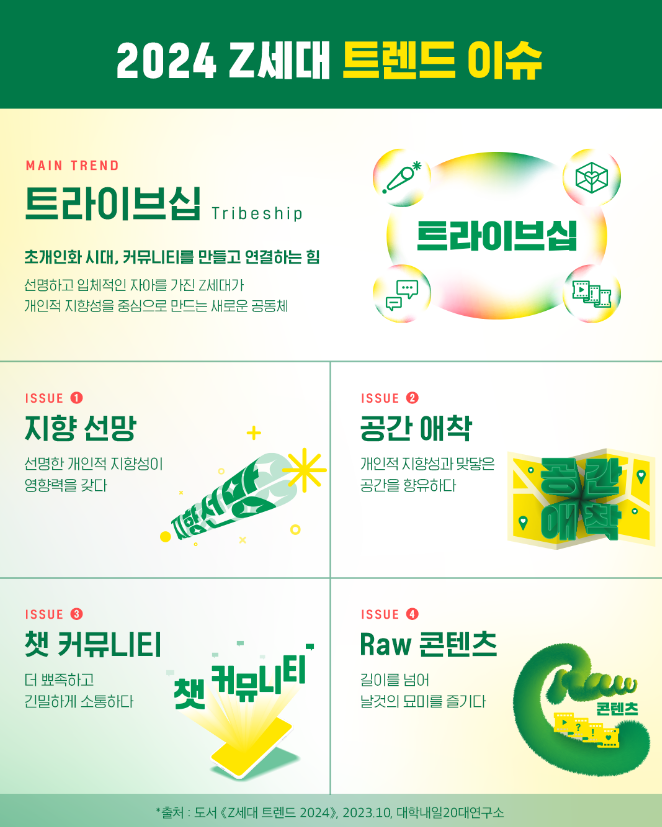 2024 Z세대 트렌드 이슈
MAIN TREND
트라이브십 Tribeship
초개인화 시대, 커뮤니티를 만들고 연결하는 힘
선명하고 입체적인 자아를 가진 Z세대가
개인적 지향성을 중심으로 만드는 새로운 공동체
트라이브십
ISSUE 1
지향 선망
선명한 개인적 지향성이
영향력을 갖다
지향선망
ISSUE 2
공간 애착
개인적 지향성과 맞닿은
공간을 향유하다
공간
애착
ISSUE 3
챗 커뮤니티
더 뾰족하고
긴밀하게 소통하다
챗 커뮤니티
ISSUE 4
Raw 콘텐츠
길이를 넘어
날것의 묘미를 즐기다
Raw
콘텐츠
? !
*출처 : 도서 《Z세대 트렌드 2024》, 2023.10, 대학내일20대연구소